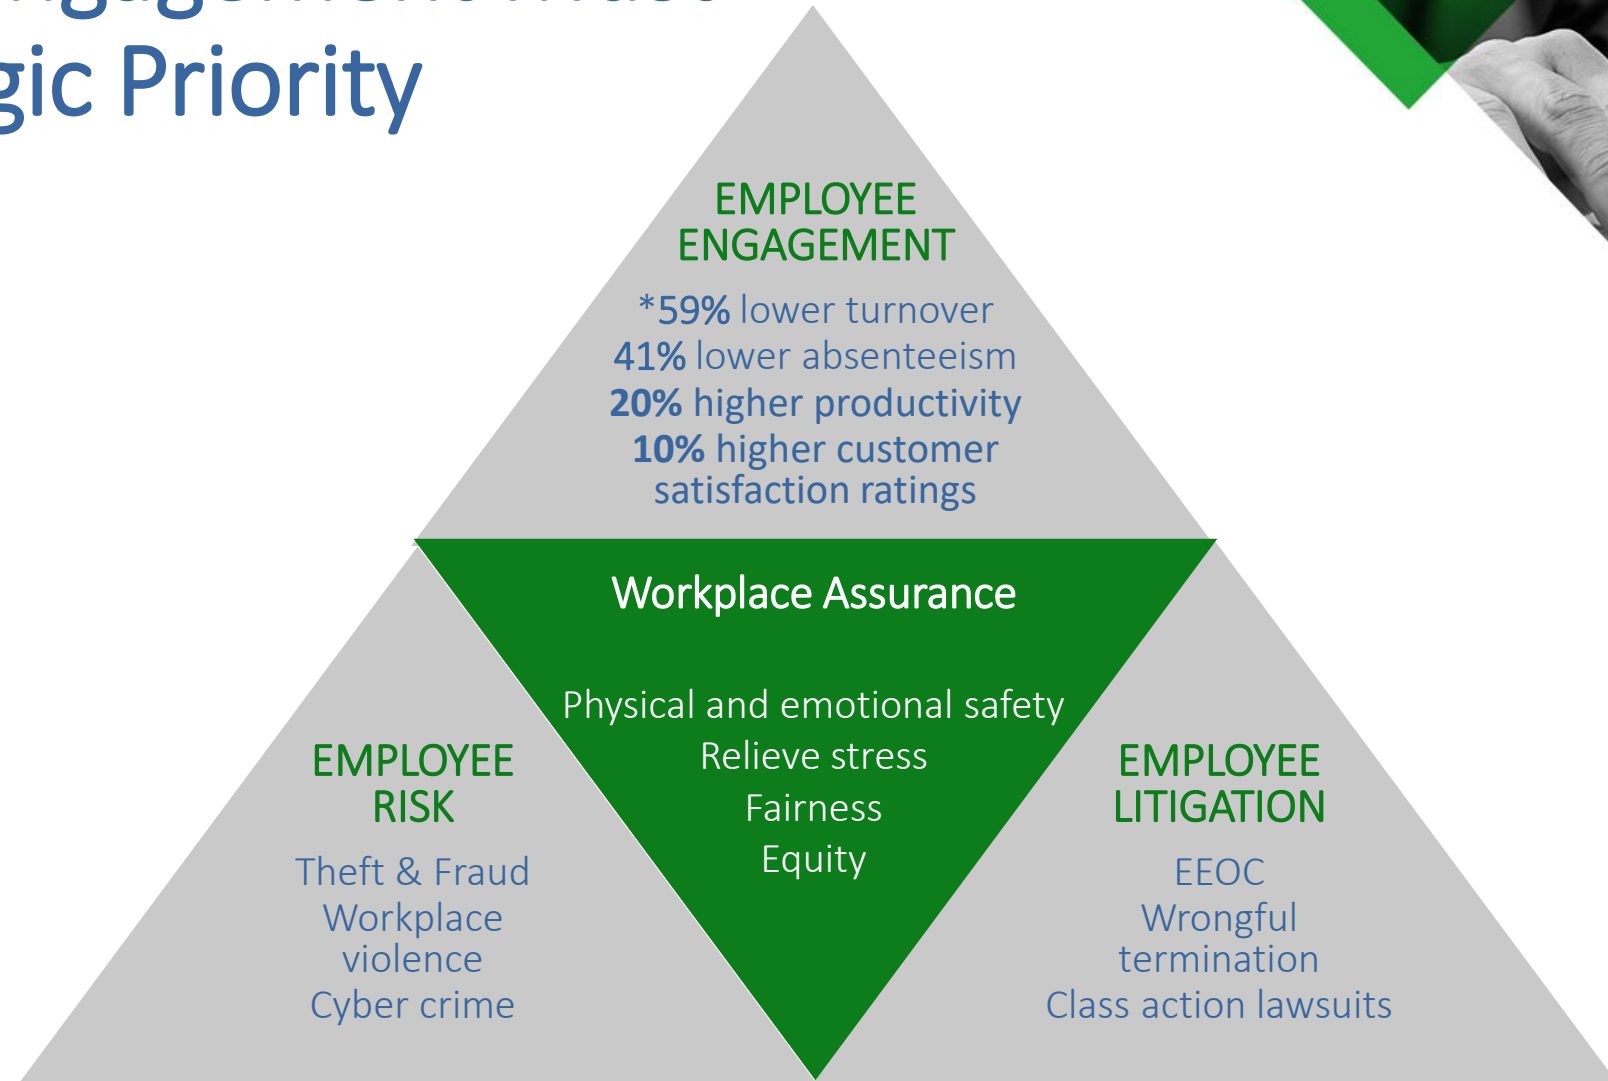 gic Priority
EMPLOYEE
ENGAGEMENT
*59% lower turnover
41% lower absenteeism
20% higher productivity
10% higher customer
satisfaction ratings
Workplace Assurance
Physical and emotional safety
Relieve stress
Fairness
Equity
EMPLOYEE
RISK
Theft & Fraud
Workplace
violence
Cyber crime
EMPLOYEE
LITIGATION
EEOC
Wrongful
termination
Class action lawsuits